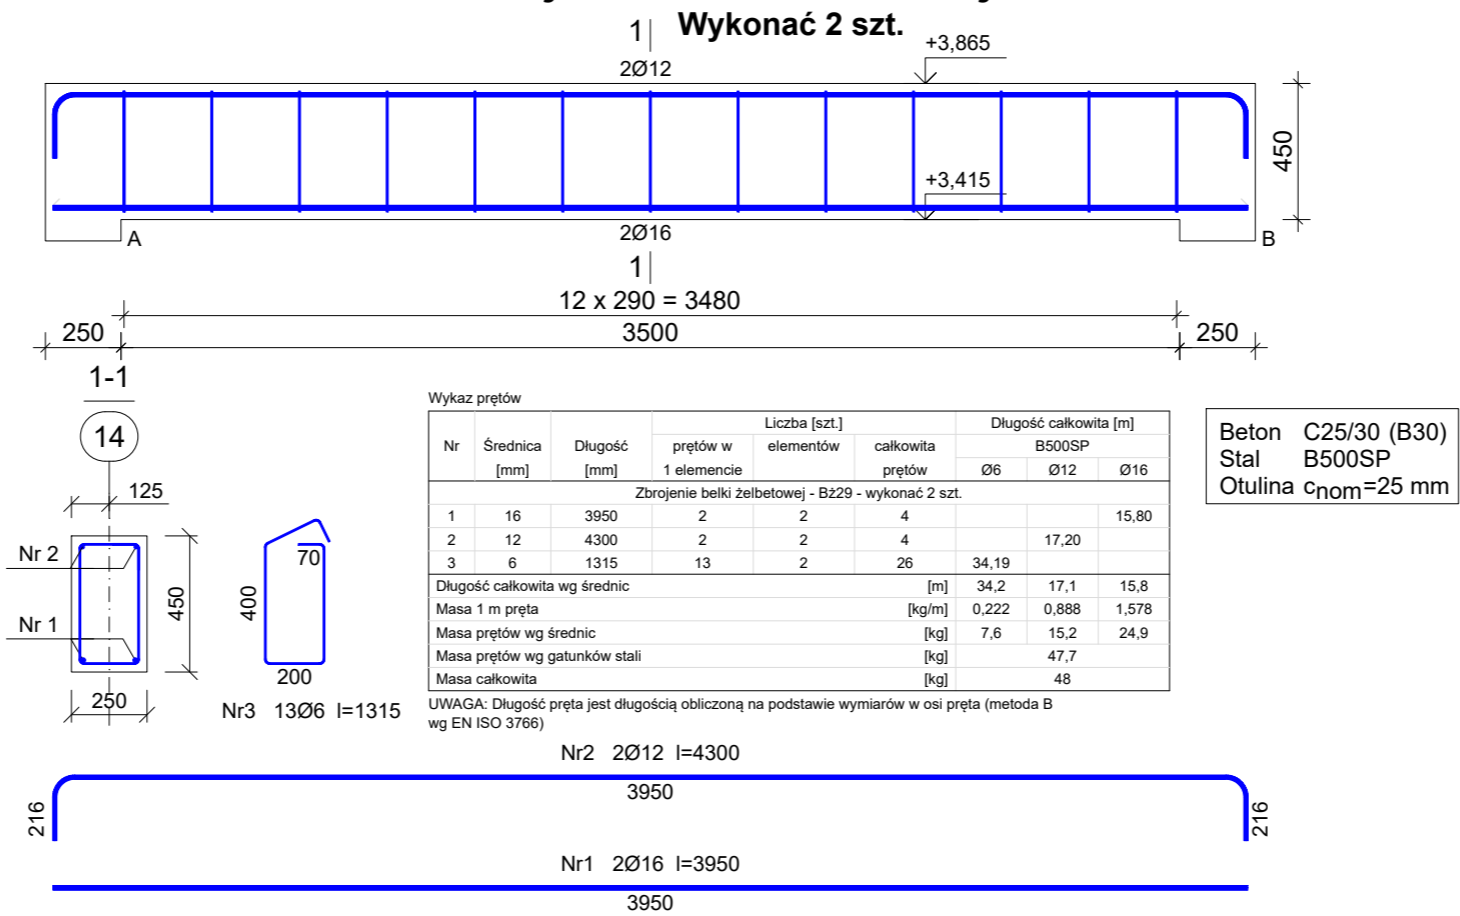 Wykonać 2 szt.
1
2Ø12
+3,865
450
+3,415
A
2Ø16
B
1
12 x 290 = 3480
250
3500
250
1-1
14
125
Nr 2
Nr 1
450
250
70
400
200
Nr3 13Ø6 l=1315
Wykaz prętów
Nr
Średnica
[mm]
Długość
[mm]
Liczba [szt.]
prętów w
1 elemencie
elementów
całkowita
prętów
Długość całkowita [m]
B500SP
Ø6 Ø12 Ø16
Zbrojenie belki żelbetowej - Bż29 - wykonać 2 szt.
1 16 3950 2 2 4 15,80
2 12 4300 2 2 4 17,20
3 6 1315 13 2 26 34,19
Długość całkowita wg średnic [m] 34,2 17,1 15,8
Masa 1 m pręta [kg/m] 0,222 0,888 1,578
Masa prętów wg średnic [kg] 7,6 15,2 24,9
Masa prętów wg gatunków stali [kg] 47,7
Masa całkowita [kg] 48
UWAGA: Długość pręta jest długością obliczoną na podstawie wymiarów w osi pręta (metoda B
wg EN ISO 3766)
Beton C25/30 (B30)
Stal B500SP
Otulina cnom=25 mm
Nr2 2Ø12 l=4300
3950
216
216
Nr1 2Ø16 l=3950
3950